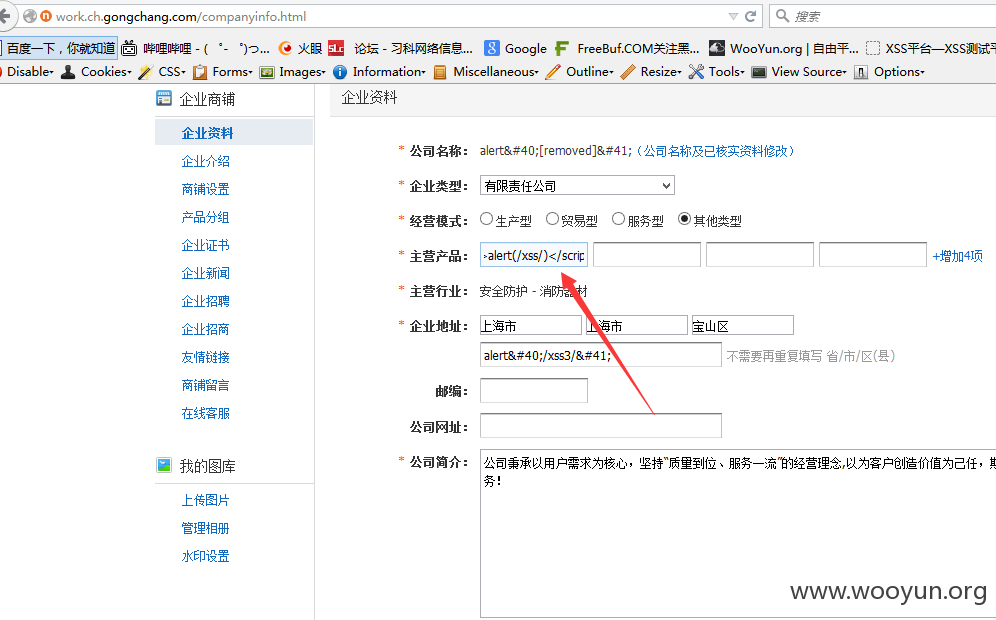 work.ch.gongchang.com/companyinfo.html 搜索
百度一下，你就知道 哔哩哔哩 - ( ゜- ゜)つ... 火眼 SLC 论坛 - 习科网络信息... Google FreeBuf.COM关注黑... WooYun.org | 自由平... XSS平台—XSS测试平
Disable Cookies CSS Forms Images Information Miscellaneous Outline Resize Tools View Source Options
企业商铺
企业资料
企业介绍
商铺设置
产品分组
企业证书
企业新闻
企业招聘
企业招商
友情链接
商铺留言
在线客服
我的图库
上传图片
管理相册
水印设置
企业资料
* 公司名称： alert&#40;[removed]&#41;（公司名称及已核实资料修改）
* 企业类型： 有限责任公司
* 经营模式： 生产型 贸易型 服务型 其他类型
* 主营产品： >alert(/xss/)</scrip +增加4项
* 主营行业： 安全防护 - 消防器材
* 企业地址： 上海市 上海市 宝山区
alert&#40;/xss3/&#41; 不需要再重复填写 省/市/区(县)
邮编：
公司网址：
* 公司简介： 公司秉承以用户需求为核心，坚持“质量到位、服务一流”的经营理念,以为客户创造价值为己任，期
务！
www.wooyun.org